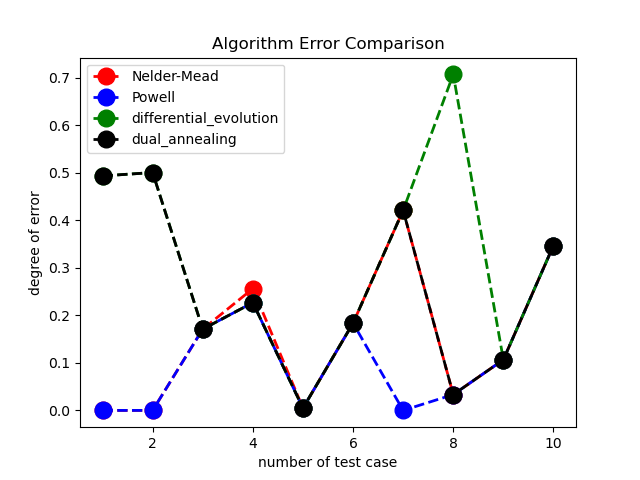 Algorithm Error Comparison
Nelder-Mead
Powell
differential_evolution
dual_annealing
degree of error
0.7
0.6
0.5
0.4
0.3
0.2
0.1
0.0
2 4 6 8 10
number of test case